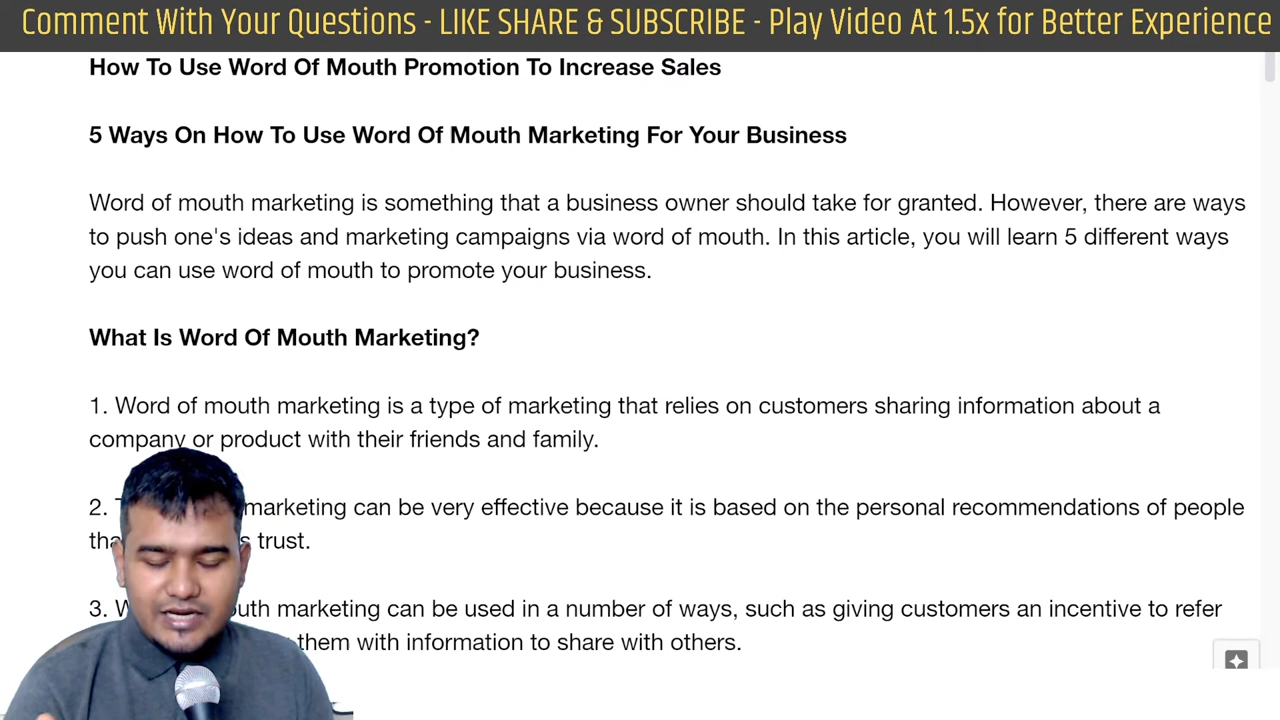 Comment With Your Questions - LIKE SHARE & SUBSCRIBE - Play Video At 1.5x for Better Experience
How To Use Word Of Mouth Promotion To Increase Sales
5 Ways On How To Use Word Of Mouth Marketing For Your Business
Word of mouth marketing is something that a business owner should take for granted. However, there are ways
to push one's ideas and marketing campaigns via word of mouth. In this article, you will learn 5 different ways
you can use word of mouth to promote your business.
What Is Word Of Mouth Marketing?
1. Word of mouth marketing is a type of marketing that relies on customers sharing information about a
company or product with their friends and family.
2. marketing can be very effective because it is based on the personal recommendations of people
trust.
3. marketing can be used in a number of ways, such as giving customers an incentive to refer
them with information to share with others.